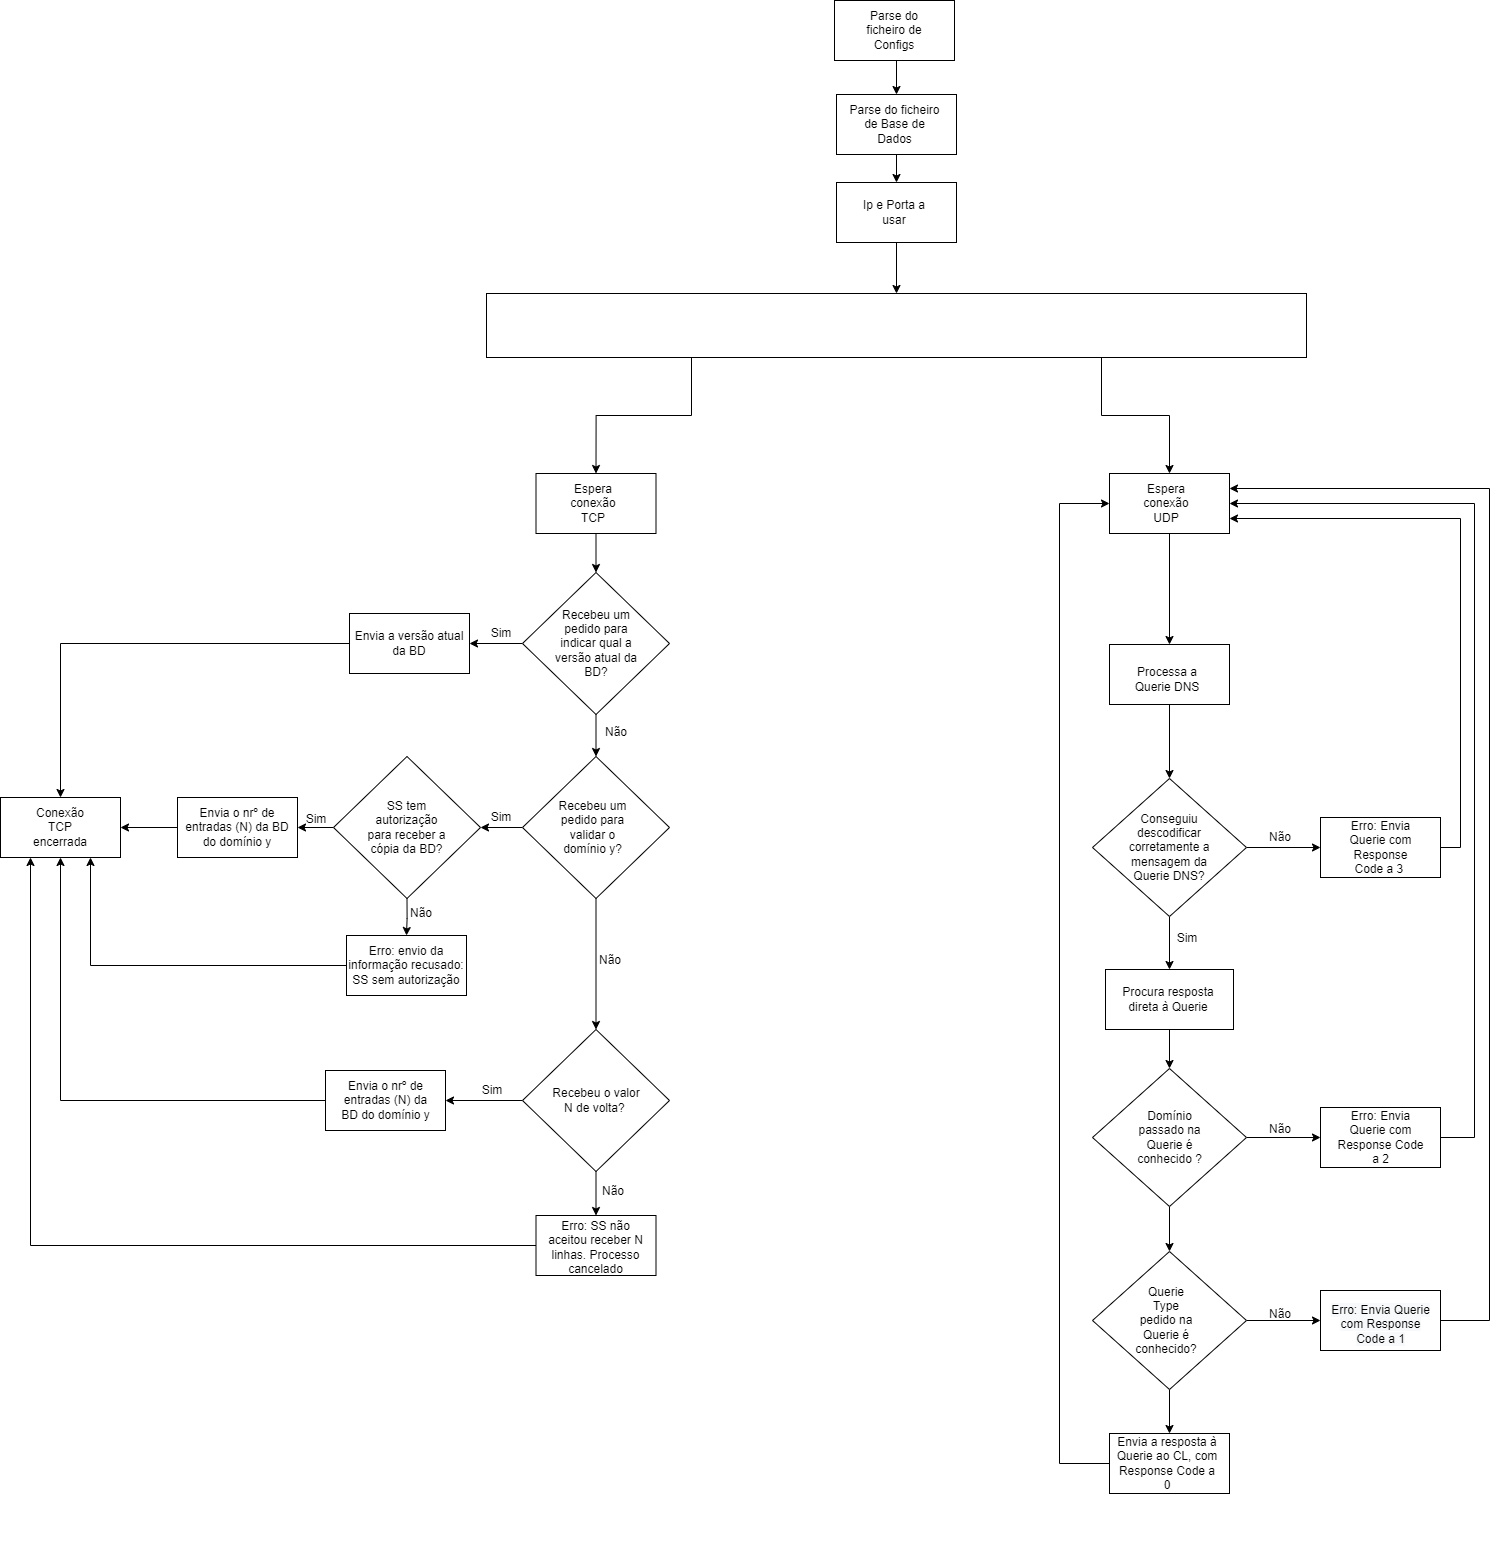 Parse do
ficheiro de
Configs
Parse do ficheiro
de Base de
Dados
Ip e Porta a
usar
Espera
conexão
TCP
Recebeu um
pedido para
indicar qual a
versão atual da
BD?
Sim
Envia a versão atual
da BD
Não
Recebeu um
pedido para
validar o
domínio y?
Sim
SS tem
autorização
para receber a
cópia da BD?
Sim
Envia o nrº de
entradas (N) da BD
do domínio y
Conexão
TCP
encerrada
Não
Erro: envio da
informação recusado:
SS sem autorização
Não
Recebeu o valor
N de volta?
Sim
Envia o nrº de
entradas (N) da
BD do domínio y
Não
Erro: SS não
aceitou receber N
linhas. Processo
cancelado
Espera
conexão
UDP
Processa a
Querie DNS
Conseguiu
descodificar
corretamente a
mensagem da
Querie DNS?
Não
Erro: Envia
Querie com
Response
Code a 3
Sim
Procura resposta
direta à Querie
Domínio
passado na
Querie é
conhecido ?
Não
Erro: Envia
Querie com
Response Code
a 2
Querie
Type
pedido na
Querie é
conhecido?
Não
Erro: Envia Querie
com Response
Code a 1
Envia a resposta à
Querie ao CL, com
Response Code a
0